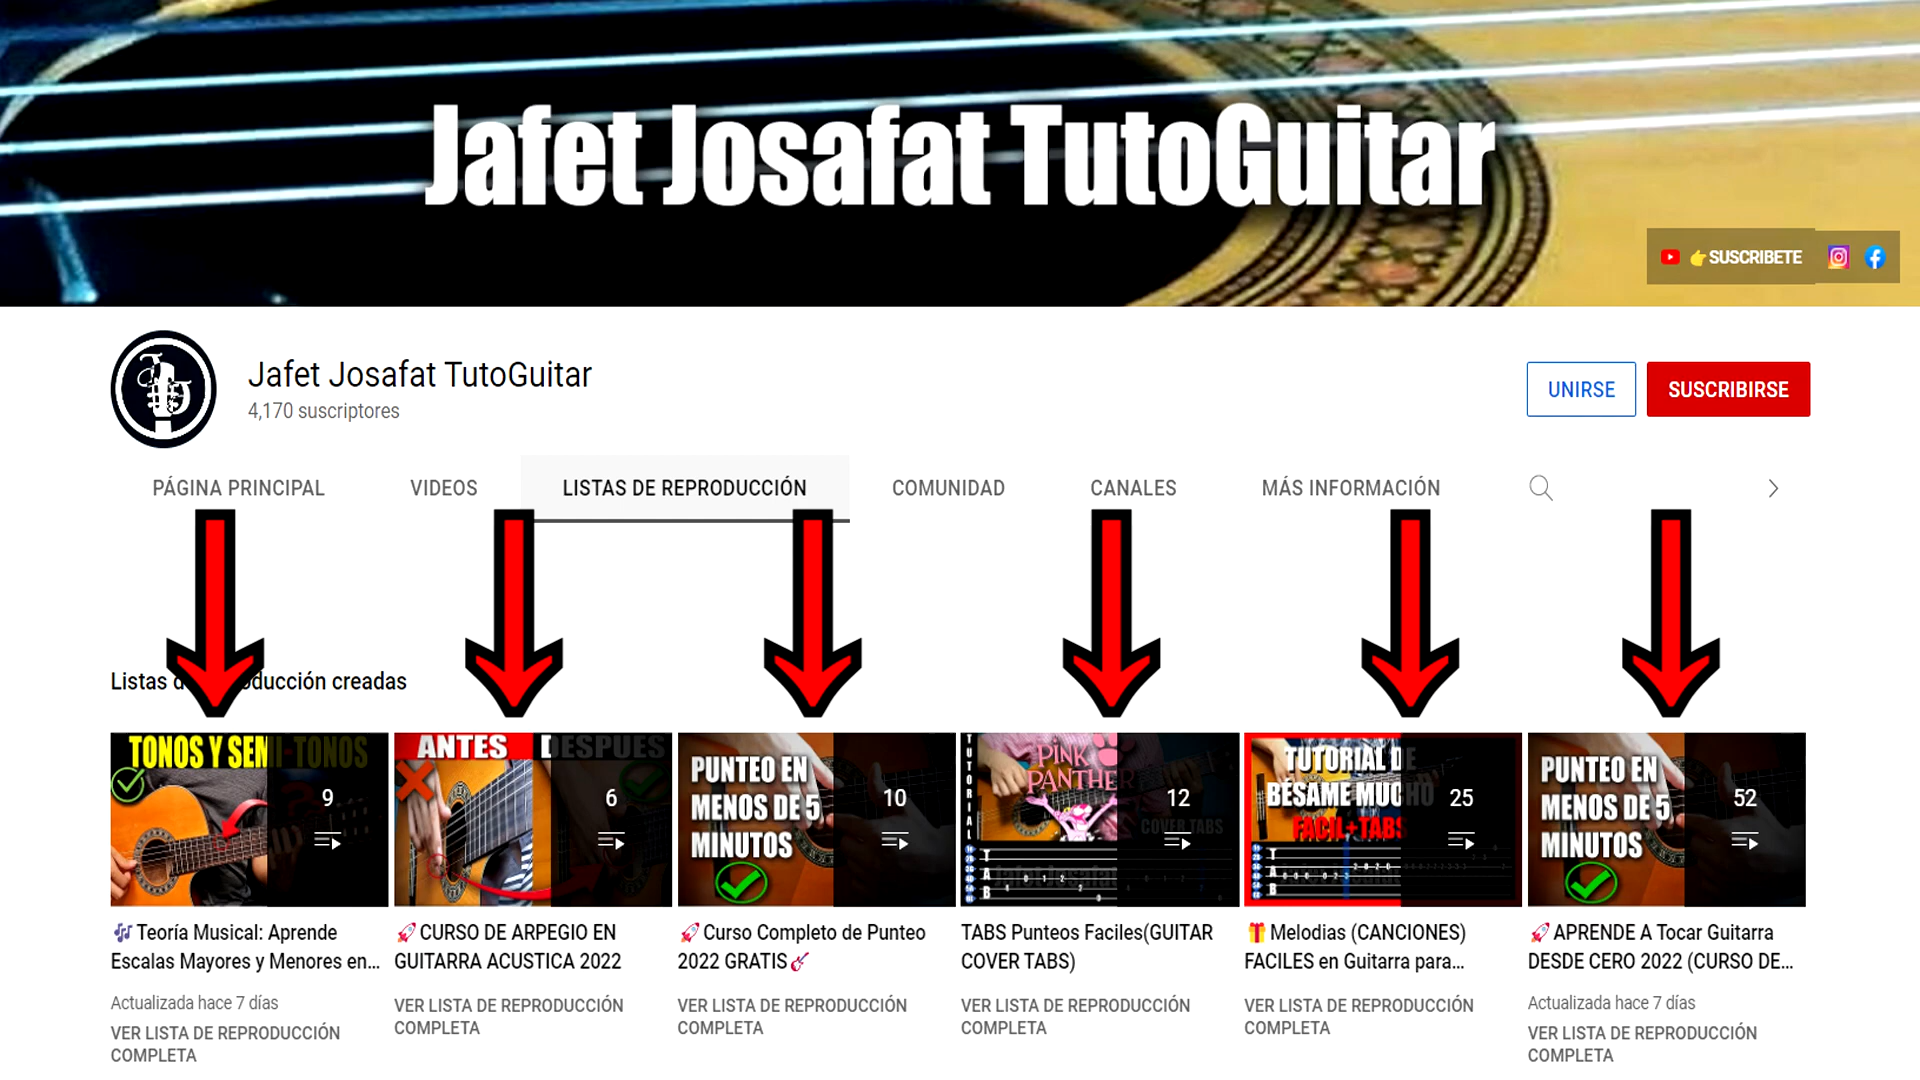 Jafet Josafat TutoGuitar
👉SUSCRIBETE
Jafet Josafat TutoGuitar
4,170 suscriptores
UNIRSE
SUSCRIBIRSE
PÁGINA PRINCIPAL
VIDEOS
LISTAS DE REPRODUCCIÓN
COMUNIDAD
CANALES
MÁS INFORMACIÓN
Listas d ducción creadas
TONOS Y SEMI-TONOS
9
🎶Teoría Musical: Aprende
Escalas Mayores y Menores en...
Actualizada hace 7 días
VER LISTA DE REPRODUCCIÓN
COMPLETA
ANTES DESPUES
6
🚀CURSO DE ARPEGIO EN
GUITARRA ACUSTICA 2022
VER LISTA DE REPRODUCCIÓN
COMPLETA
PUNTEO EN
MENOS DE 5
MINUTOS
10
🚀Curso Completo de Punteo
2022 GRATIS🎸
VER LISTA DE REPRODUCCIÓN
COMPLETA
TUTORIAL
PINK
PANTHER
12
COVER TABS
TAB
TABS Punteos Faciles(GUITAR
COVER TABS)
VER LISTA DE REPRODUCCIÓN
COMPLETA
TUTORIAL DE
BÉSAME MUCHO
FACIL+TABS
25
TAB
🎁Melodias (CANCIONES)
FACILES en Guitarra para...
VER LISTA DE REPRODUCCIÓN
COMPLETA
PUNTEO EN
MENOS DE 5
MINUTOS
52
🚀APRENDE A Tocar Guitarra
DESDE CERO 2022 (CURSO DE...
Actualizada hace 7 días
VER LISTA DE REPRODUCCIÓN
COMPLETA